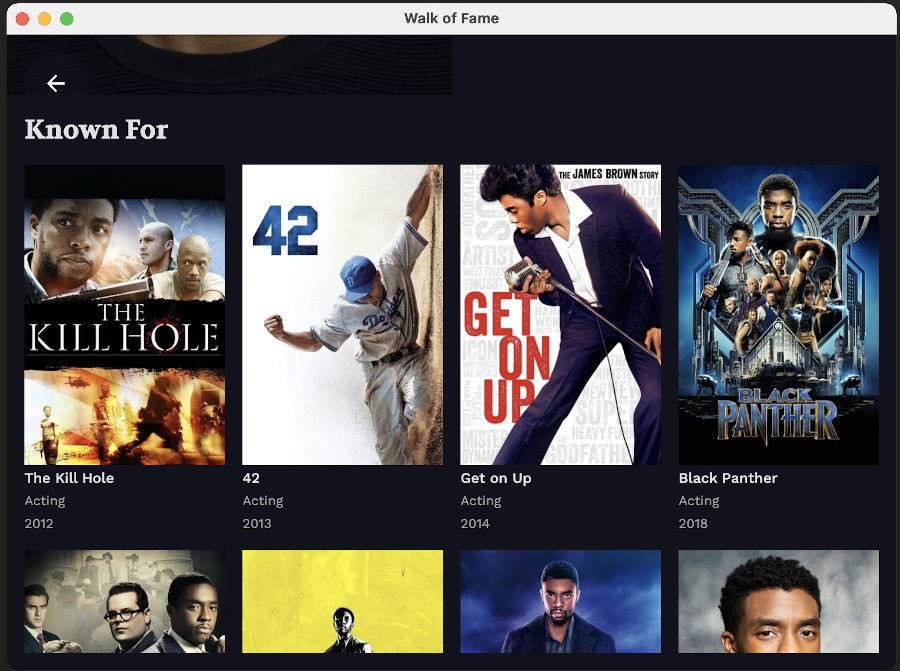 Walk of Fame
Known For
THE
KILL HOLE
42
Dodgers
THE JAMES BROWN STORY
GET
ON
UP
BLACK
PANTHER
The Kill Hole
Acting
2012
42
Acting
2013
Get on Up
Acting
2014
Black Panther
Acting
2018